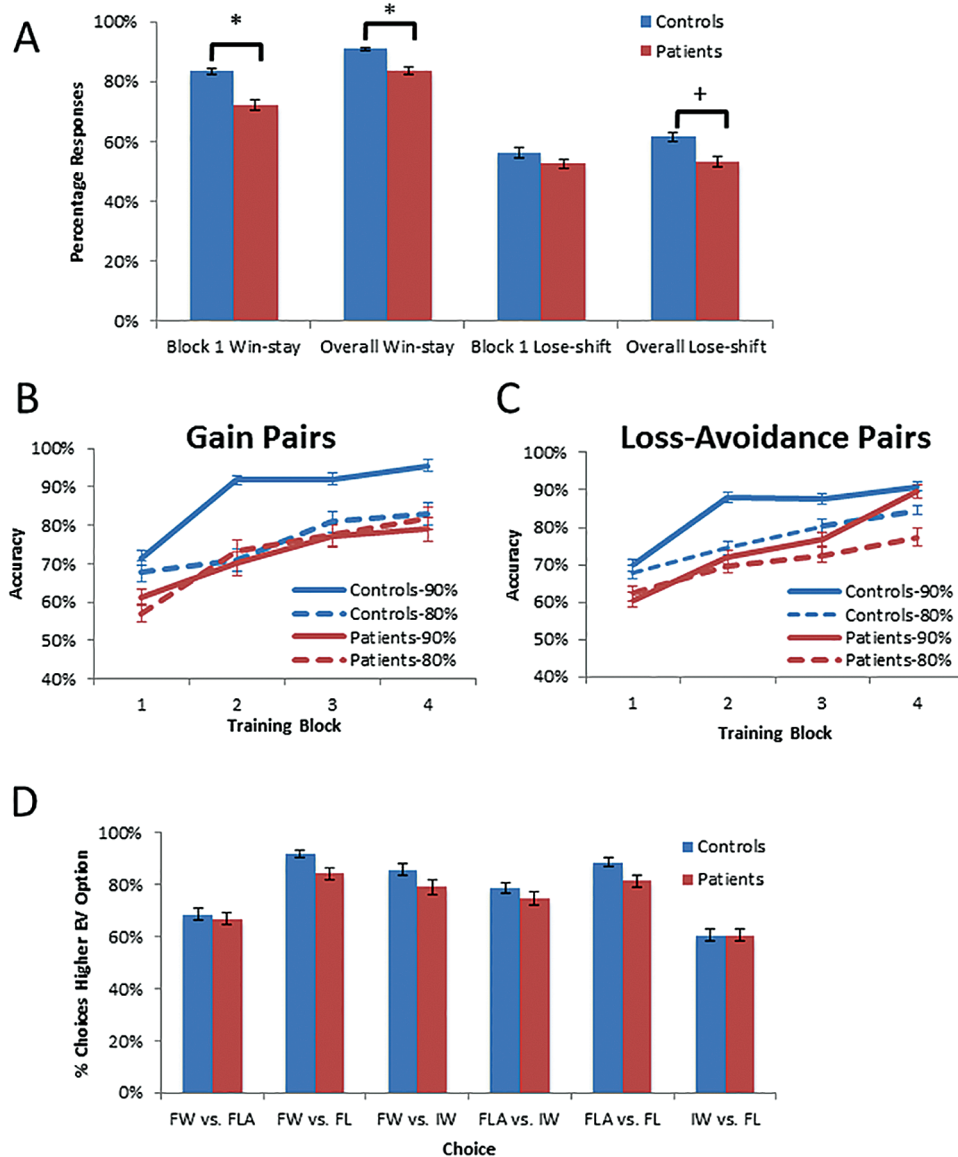 A
100%
80%
60%
40%
20%
0%
Percentage Responses
*
*
+
Controls
Patients
Block 1 Win-stay Overall Win-stay Block 1 Lose-shift Overall Lose-shift
B
Gain Pairs
100%
90%
80%
70%
60%
50%
40%
Accuracy
Controls-90%
Controls-80%
Patients-90%
Patients-80%
1 2 3 4
Training Block
C
Loss-Avoidance Pairs
100%
90%
80%
70%
60%
50%
40%
Accuracy
Controls-90%
Controls-80%
Patients-90%
Patients-80%
1 2 3 4
Training Block
D
100%
80%
60%
40%
20%
0%
% Choices Higher EV Option
Controls
Patients
FW vs. FLA FW vs. FL FW vs. IW FLA vs. IW FLA vs. FL IW vs. FL
Choice